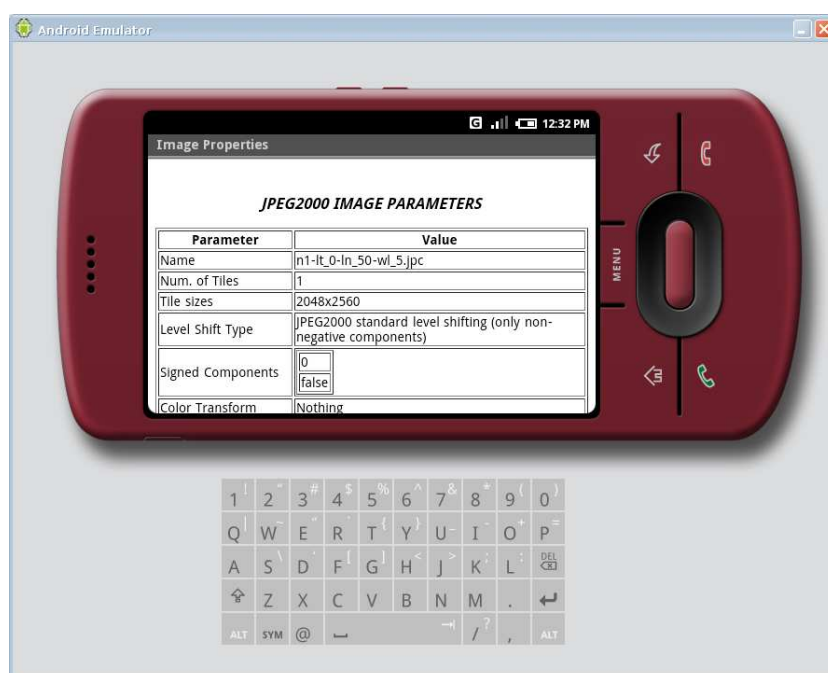 Android Emulator
G 12:32 PM
Image Properties
JPEG2000 IMAGE PARAMETERS
Parameter Value
Name n1-lt_0-ln_50-wl_5.jpc
Num. of Tiles 1
Tile sizes 2048x2560
Level Shift Type JPEG2000 standard level shifting (only non-
negative components)
Signed Components 0
false
Color Transform Nothing
MENU
1 ! 2 " 3 # 4 $ 5 % 6 ^ 7 & 8 * 9 ( 0 )
Q | W ~ E " R ` T { Y } U _ I - O + P =
A S \ D ' F [ G ] H < J > K ; L : DEL
Z X C V B N M .
ALT SYM @ / ? , ALT